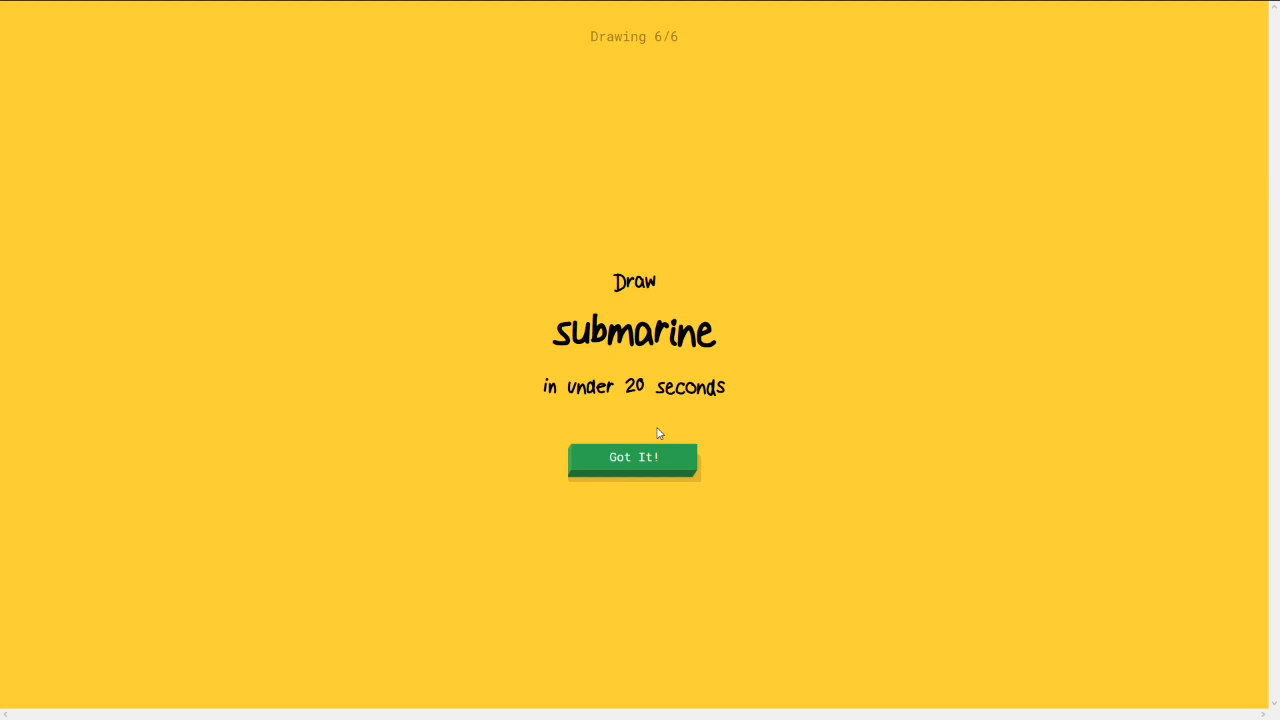 Drawing 6/6
Draw
submarine
in under 20 seconds
Got It!